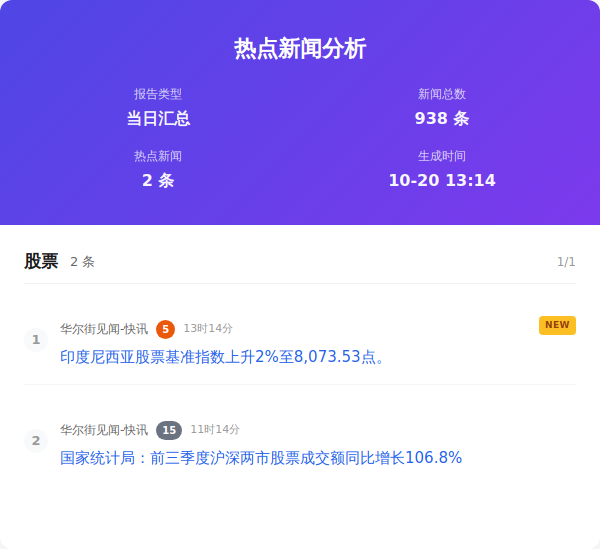 热点新闻分析
报告类型
新闻总数
当日汇总
938 条
热点新闻
生成时间
2 条
10-20 13:14
股票 2 条 1/1
1 华尔街见闻-快讯 5 13时14分 NEW
印度尼西亚股票基准指数上升2%至8,073.53点。
2 华尔街见闻-快讯 15 11时14分
国家统计局：前三季度沪深两市股票成交额同比增长106.8%